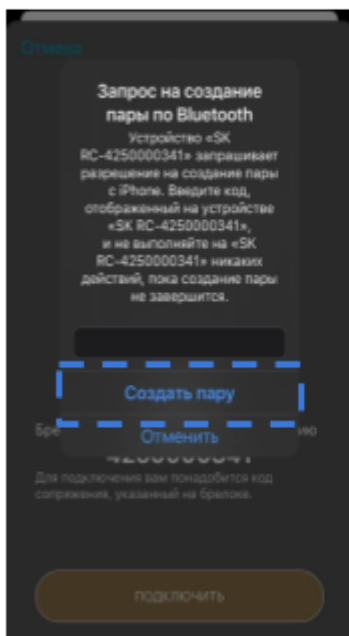 Отмена
Запрос на создание
пары по Bluetooth
Устройство «SK
RC-4250000341» запрашивает
разрешение на создание пары
с iPhone. Введите код,
отображенный на устройстве
«SK RC-4250000341»,
и не выполняйте на «SK
RC-4250000341» никаких
действий, пока создание пары
не завершится.
Создать пару
Отменить
4250000341
Для подключения вам понадобится код
сопряжения, указанный на брелоке.
ПОДКЛЮЧИТЬ